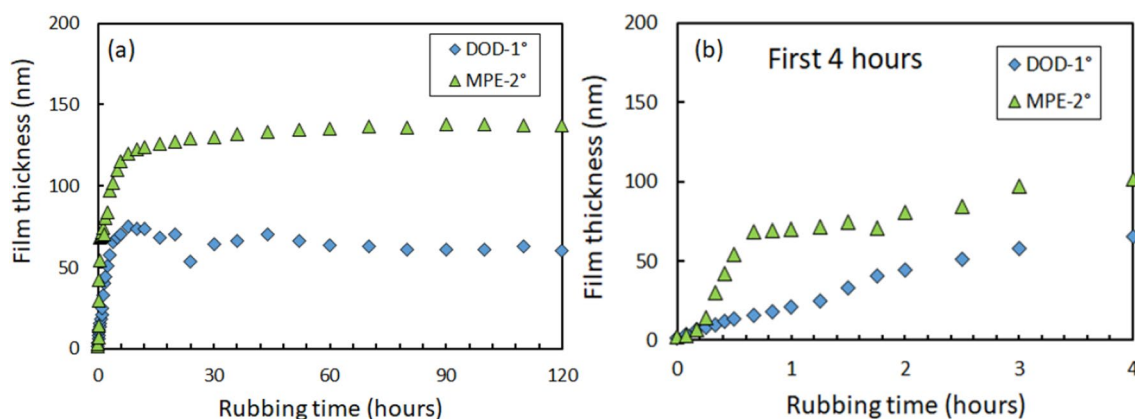 (a)
DOD-1°
MPE-2°
Film thickness (nm)
200
150
100
50
0
0 30 60 90 120
Rubbing time (hours)
(b)
First 4 hours
DOD-1°
MPE-2°
Film thickness (nm)
200
150
100
50
0
0 1 2 3 4
Rubbing time (hours)